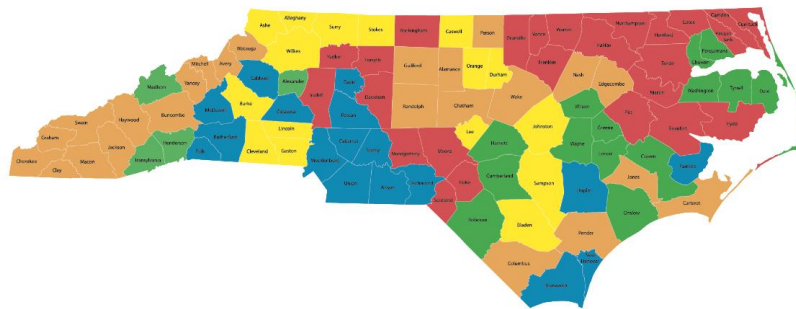 Ashe
Alleghany
Surry
Stokes
Rockingham
Caswell
Person
Granville
Vance
Warren
Northampton
Gates
Camden
Currituck
Hertford
Halifax
Perquimans
Chowan
Watauga
Wilkes
Yadkin
Forsyth
Guilford
Alamance
Orange
Durham
Franklin
Nash
Edgecombe
Bertie
Martin
Washington
Tyrrell
Dare
Mitchell
Avery
Yancey
Caldwell
Alexander
Iredell
Davie
Davidson
Randolph
Chatham
Wake
Wilson
Pitt
Beaufort
Hyde
Madison
Buncombe
McDowell
Burke
Catawba
Rowan
Lincoln
Haywood
Swain
Graham
Cherokee
Clay
Macon
Jackson
Transylvania
Henderson
Polk
Rutherford
Cleveland
Gaston
Mecklenburg
Cabarrus
Stanly
Montgomery
Moore
Lee
Harnett
Johnston
Wayne
Greene
Lenoir
Craven
Pamlico
Jones
Carteret
Union
Anson
Richmond
Hoke
Scotland
Cumberland
Sampson
Duplin
Onslow
Robeson
Bladen
Pender
Columbus
Brunswick
New
Hanover